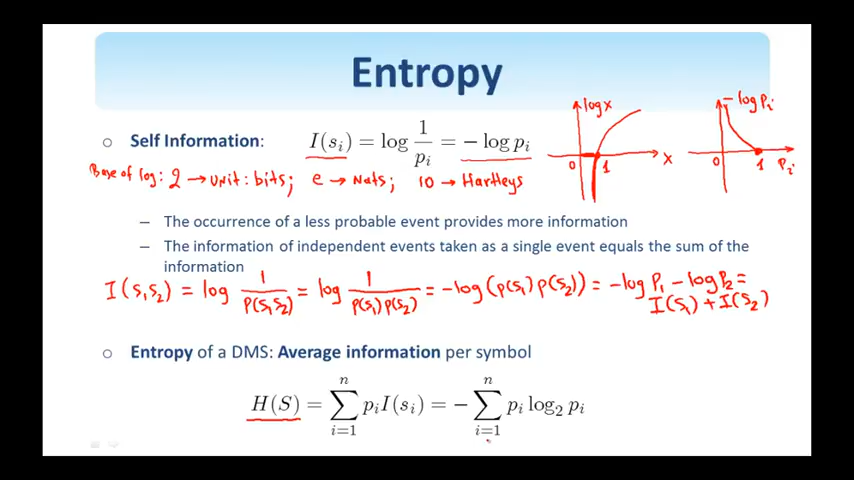 Entropy
○ Self Information: I(sᵢ) = log 1/pᵢ = − log pᵢ
log x
0 1 x
− log Pᵢ
0 1 Pᵢ
Base of log: 2 → unit: bits; e → Nats; 10 → Hartleys
– The occurrence of a less probable event provides more information
– The information of independent events taken as a single event equals the sum of the
information
I(s₁s₂) = log 1/P(s₁s₂) = log 1/P(s₁)P(s₂) = −log(P(s₁)P(s₂)) = −log P₁ − log P₂ =
I(s₁) + I(s₂)
○ Entropy of a DMS: Average information per symbol
H(S) = ∑ⁿᵢ₌₁ pᵢI(sᵢ) = − ∑ⁿᵢ₌₁ pᵢ log₂ pᵢ